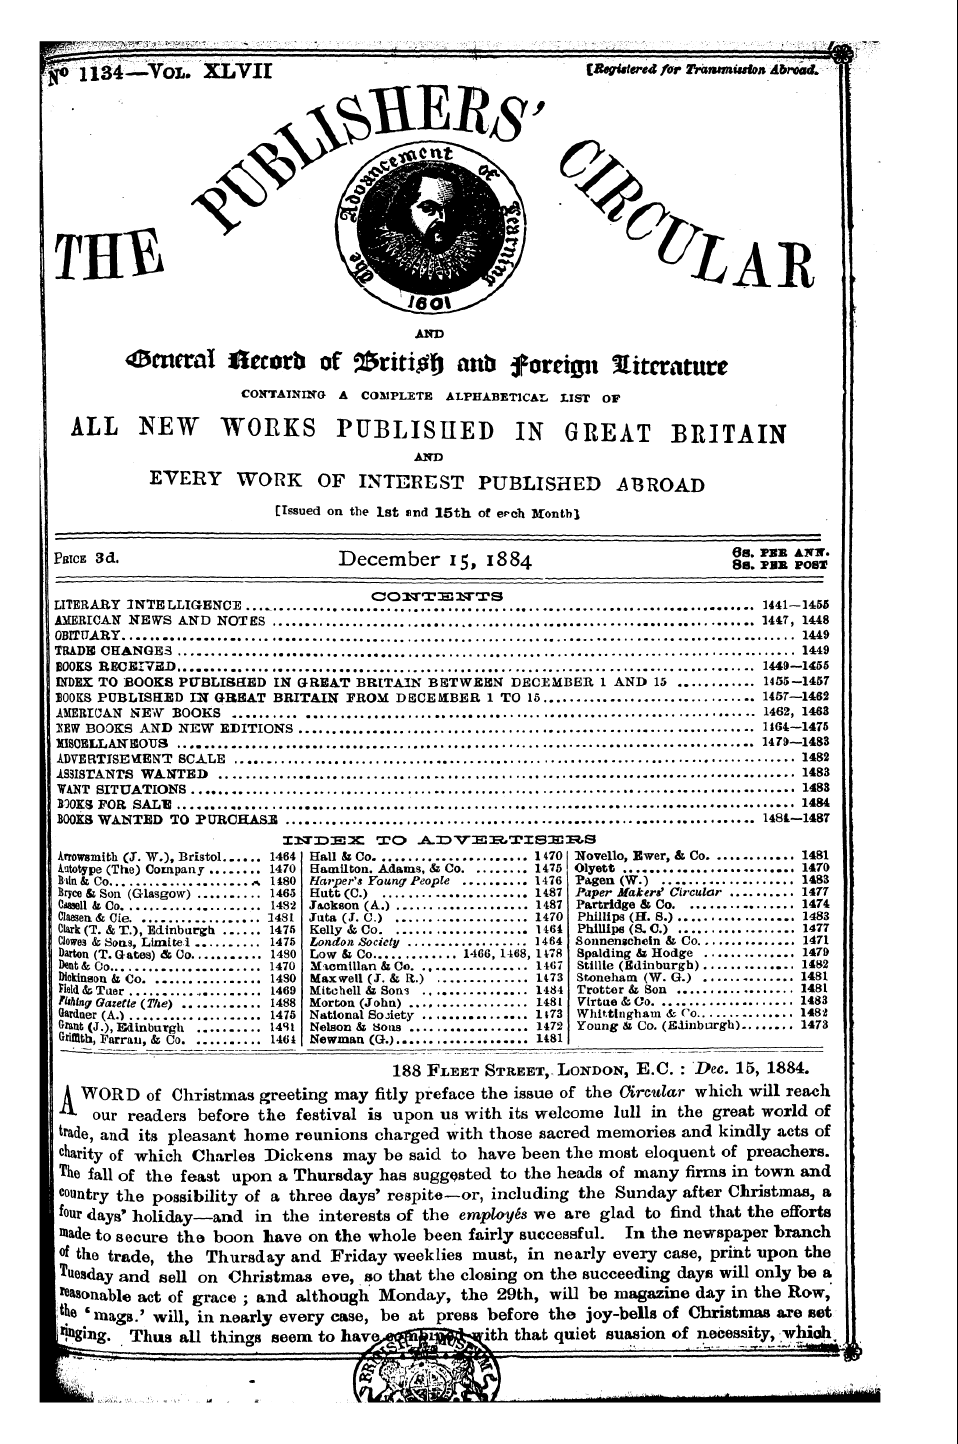 No 1134—VOL. XLVII
[Registered for Transmission Abroad.
THE PUBLISHERS' CIRCULAR
The Advancement of Learning
1601
AND
General Record of British and Foreign Literature
CONTAINING A COMPLETE ALPHABETICAL LIST OF
ALL NEW WORKS PUBLISHED IN GREAT BRITAIN
AND
EVERY WORK OF INTEREST PUBLISHED ABROAD
[Issued on the 1st and 15th of each Month]
PRICE 3d.
December 15, 1884
6s. PER ANN.
8s. PER POST
CONTENTS
LITERARY INTELLIGENCE ... 1441—1455
AMERICAN NEWS AND NOTES ... 1447, 1448
OBITUARY ... 1449
TRADE CHANGES ... 1449
BOOKS RECEIVED ... 1449—1455
INDEX TO BOOKS PUBLISHED IN GREAT BRITAIN BETWEEN DECEMBER 1 AND 15 ... 1455—1457
BOOKS PUBLISHED IN GREAT BRITAIN FROM DECEMBER 1 TO 15 ... 1457—1462
AMERICAN NEW BOOKS ... 1462, 1463
NEW BOOKS AND NEW EDITIONS ... 1464—1475
MISCELLANEOUS ... 1479—1483
ADVERTISEMENT SCALE ... 1482
ASSISTANTS WANTED ... 1483
WANT SITUATIONS ... 1483
BOOKS FOR SALE ... 1484
BOOKS WANTED TO PURCHASE ... 1484—1487
INDEX TO ADVERTISERS
Arrowsmith (J. W.), Bristol ... 1464
Autotype (The) Company ... 1470
Bain & Co. ... 1480
Bryce & Son (Glasgow) ... 1465
Cassell & Co. ... 1482
Claesen & Cie. ... 1481
Clark (T. & T.), Edinburgh ... 1475
Clowes & Sons, Limited ... 1475
Darton (T. Gates) & Co. ... 1480
Dent & Co. ... 1470
Dickinson & Co. ... 1480
Field & Tuer ... 1469
Fishing Gazette (The) ... 1488
Gardner (A.) ... 1475
Grant (J.), Edinburgh ... 1481
Griffith, Farran, & Co. ... 1464
Hall & Co. ... 1470
Hamilton, Adams, & Co. ... 1475
Harper's Young People ... 1476
Hutt (C.) ... 1487
Jackson (A.) ... 1487
Juta (J. C.) ... 1470
Kelly & Co. ... 1464
London Society ... 1464
Low & Co. ... 1466, 1468, 1478
Macmillan & Co. ... 1467
Maxwell (J. & R.) ... 1473
Mitchell & Sons ... 1484
Morton (John) ... 1481
National Society ... 1473
Nelson & Sons ... 1472
Newman (G.) ... 1481
Novello, Ewer, & Co. ... 1481
Olyett ... 1470
Pagen (W.) ... 1483
Paper Makers' Circular ... 1477
Partridge & Co. ... 1474
Phillips (H. S.) ... 1483
Phillips (S. C.) ... 1477
Sonnenschein & Co. ... 1471
Spalding & Hodge ... 1479
Stillie (Edinburgh) ... 1482
Stoneham (W. G.) ... 1481
Trotter & Son ... 1481
Virtue & Co. ... 1483
Whittingham & Co. ... 1482
Young & Co. (Edinburgh) ... 1473
188 FLEET STREET, LONDON, E.C. : Dec. 15, 1884.
A WORD of Christmas greeting may fitly preface the issue of the Circular which will reach
our readers before the festival is upon us with its welcome lull in the great world of
trade, and its pleasant home reunions charged with those sacred memories and kindly acts of
charity of which Charles Dickens may be said to have been the most eloquent of preachers.
The fall of the feast upon a Thursday has suggested to the heads of many firms in town and
country the possibility of a three days' respite—or, including the Sunday after Christmas, a
four days' holiday—and in the interests of the employés we are glad to find that the efforts
made to secure the boon have on the whole been fairly successful. In the newspaper branch
of the trade, the Thursday and Friday weeklies must, in nearly every case, print upon the
Tuesday and sell on Christmas eve, so that the closing on the succeeding days will only be a
reasonable act of grace ; and although Monday, the 29th, will be magazine day in the Row,
the 'mags.' will, in nearly every case, be at press before the joy-bells of Christmas are set
ringing. Thus all things seem to have combined with that quiet suasion of necessity, which
BRITISH MUSEUM